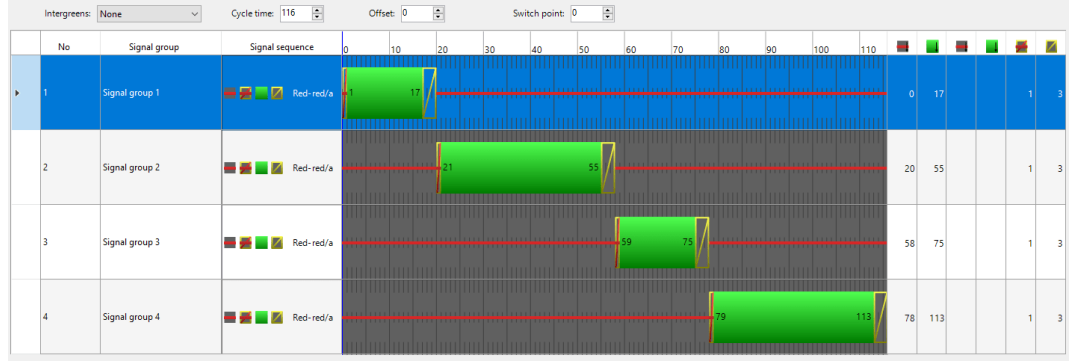 Intergreens: None Cycle time: 116 Offset: 0 Switch point: 0
No Signal group Signal sequence 0 10 20 30 40 50 60 70 80 90 100 110
1 Signal group 1 Red-red/a 1 17 0 17 1 3
2 Signal group 2 Red-red/a 21 55 20 55 1 3
3 Signal group 3 Red-red/a 59 75 58 75 1 3
4 Signal group 4 Red-red/a 79 113 78 113 1 3